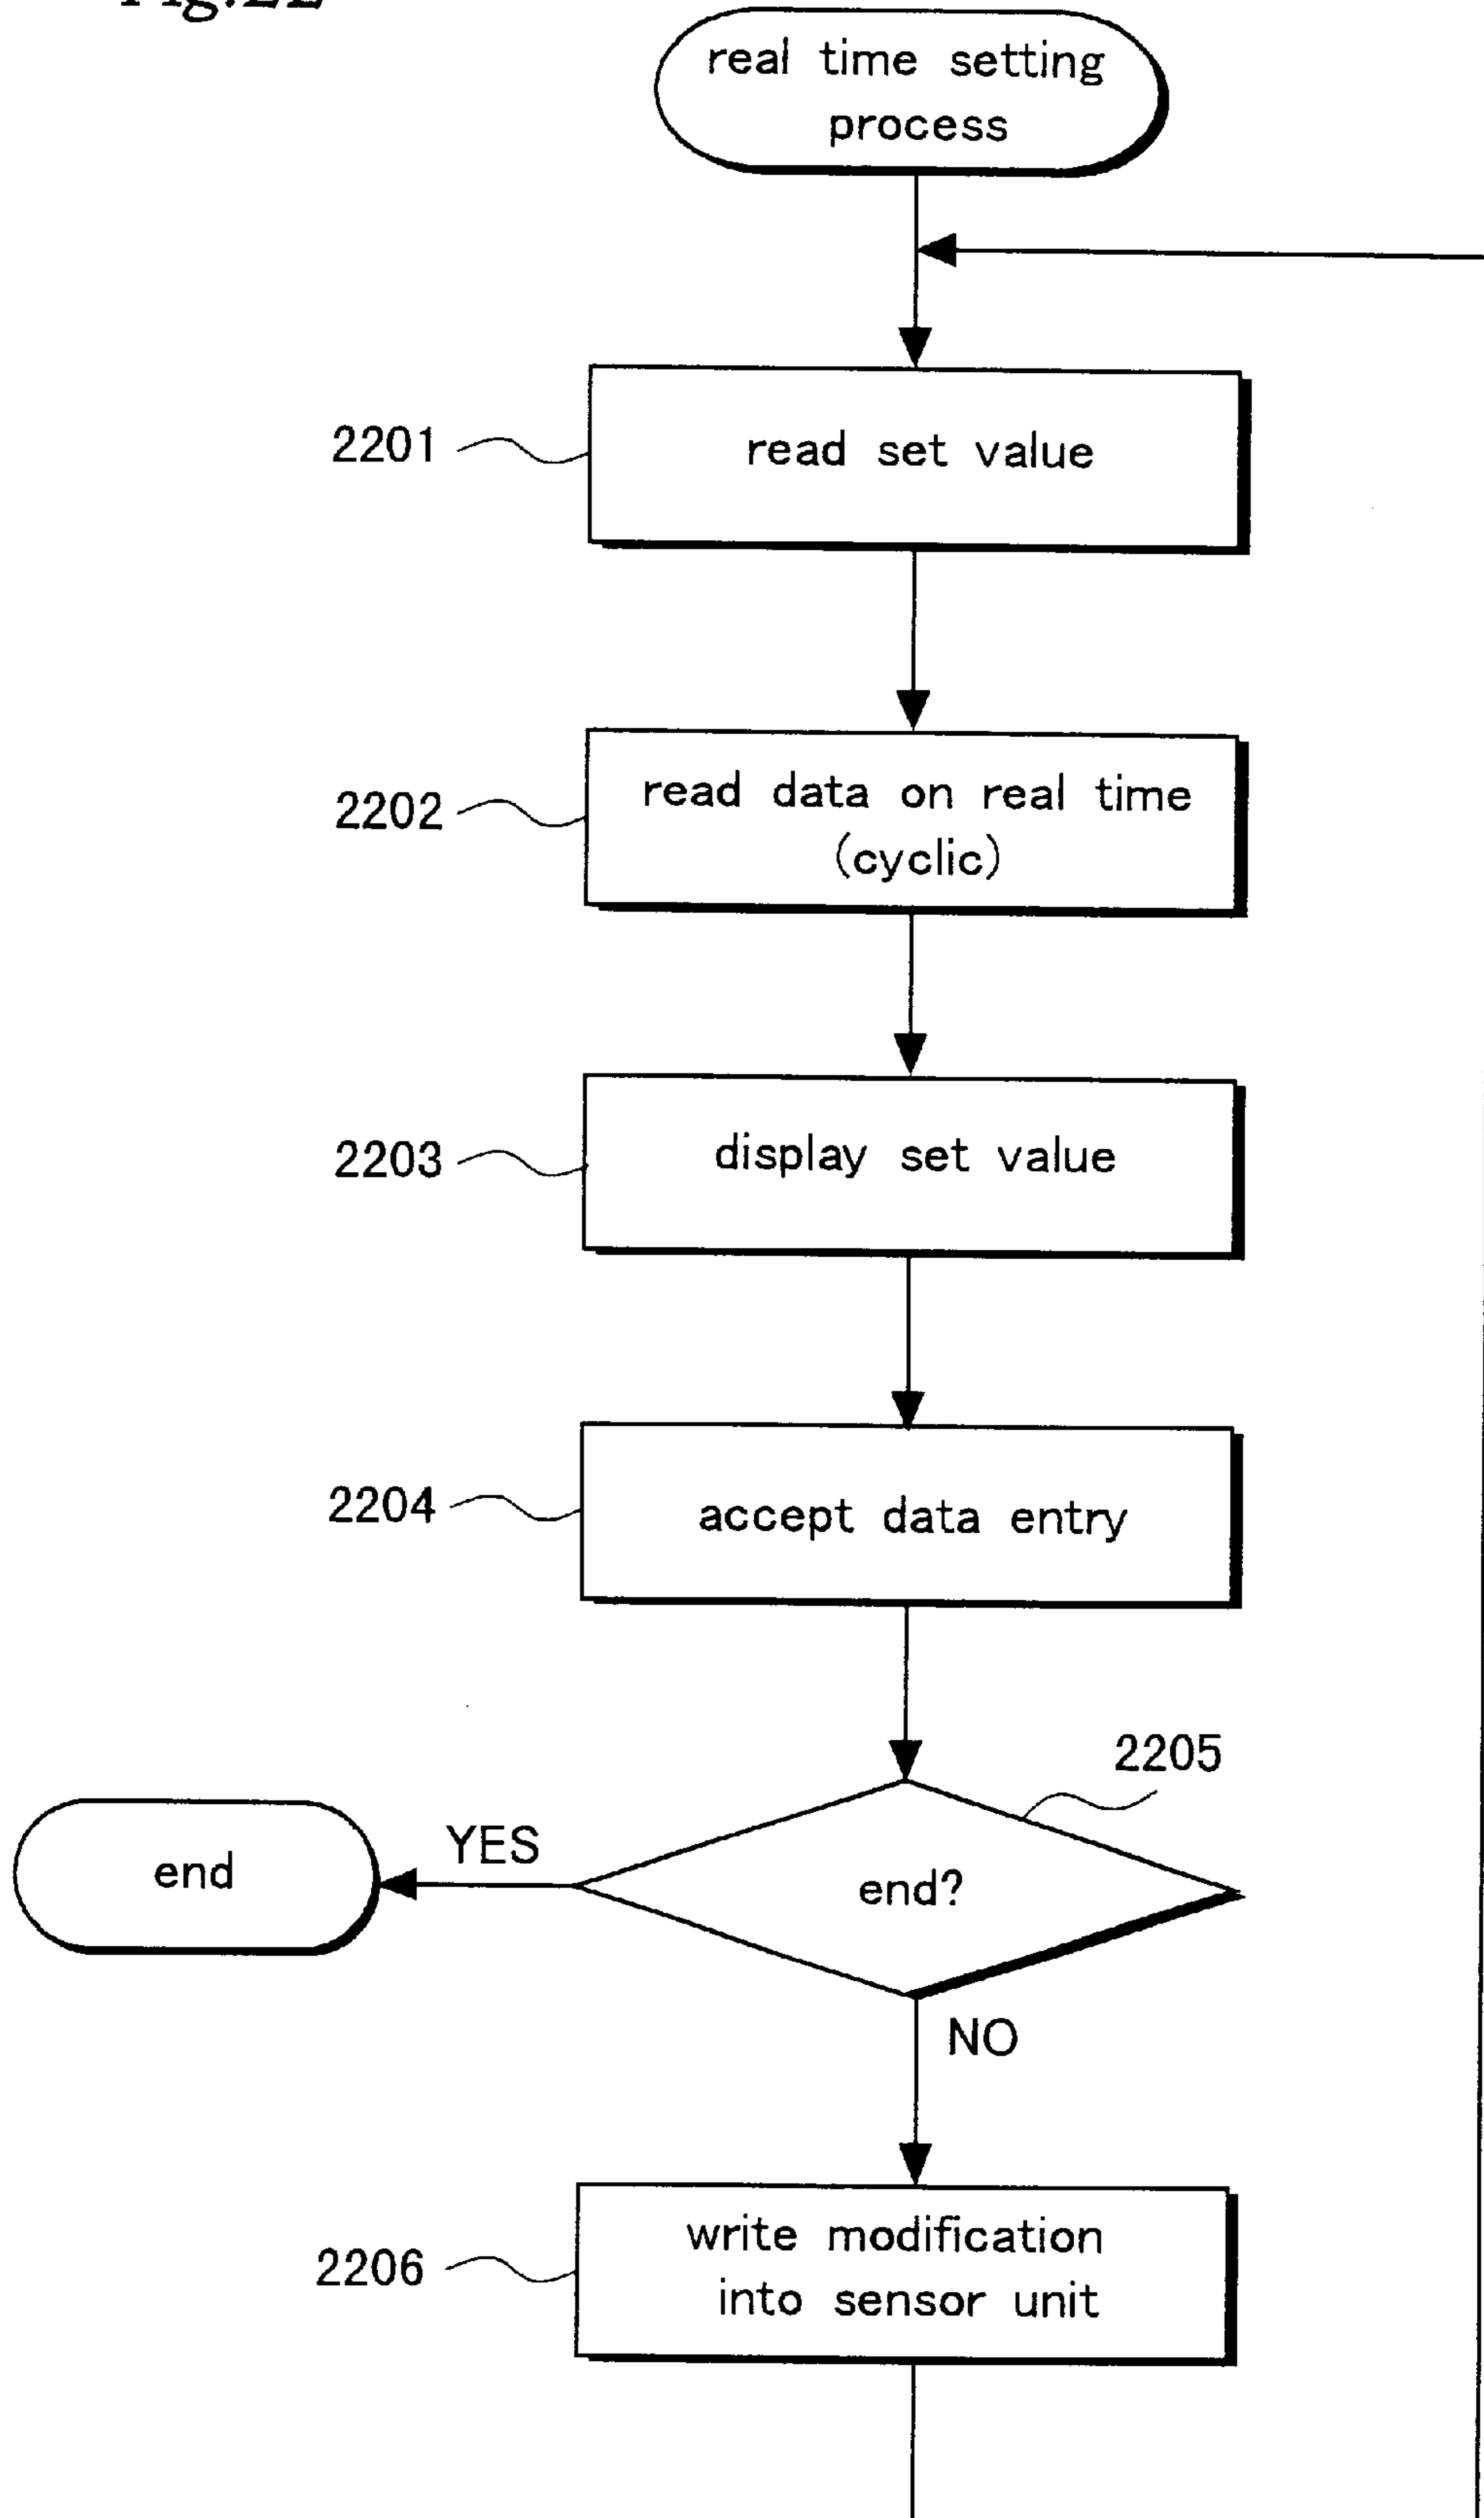 real time setting
process
2201
read set value
2202
read data on real time
(cyclic)
2203
display set value
2204
accept data entry
2205
end
YES
end?
NO
2206
write modification
into sensor unit